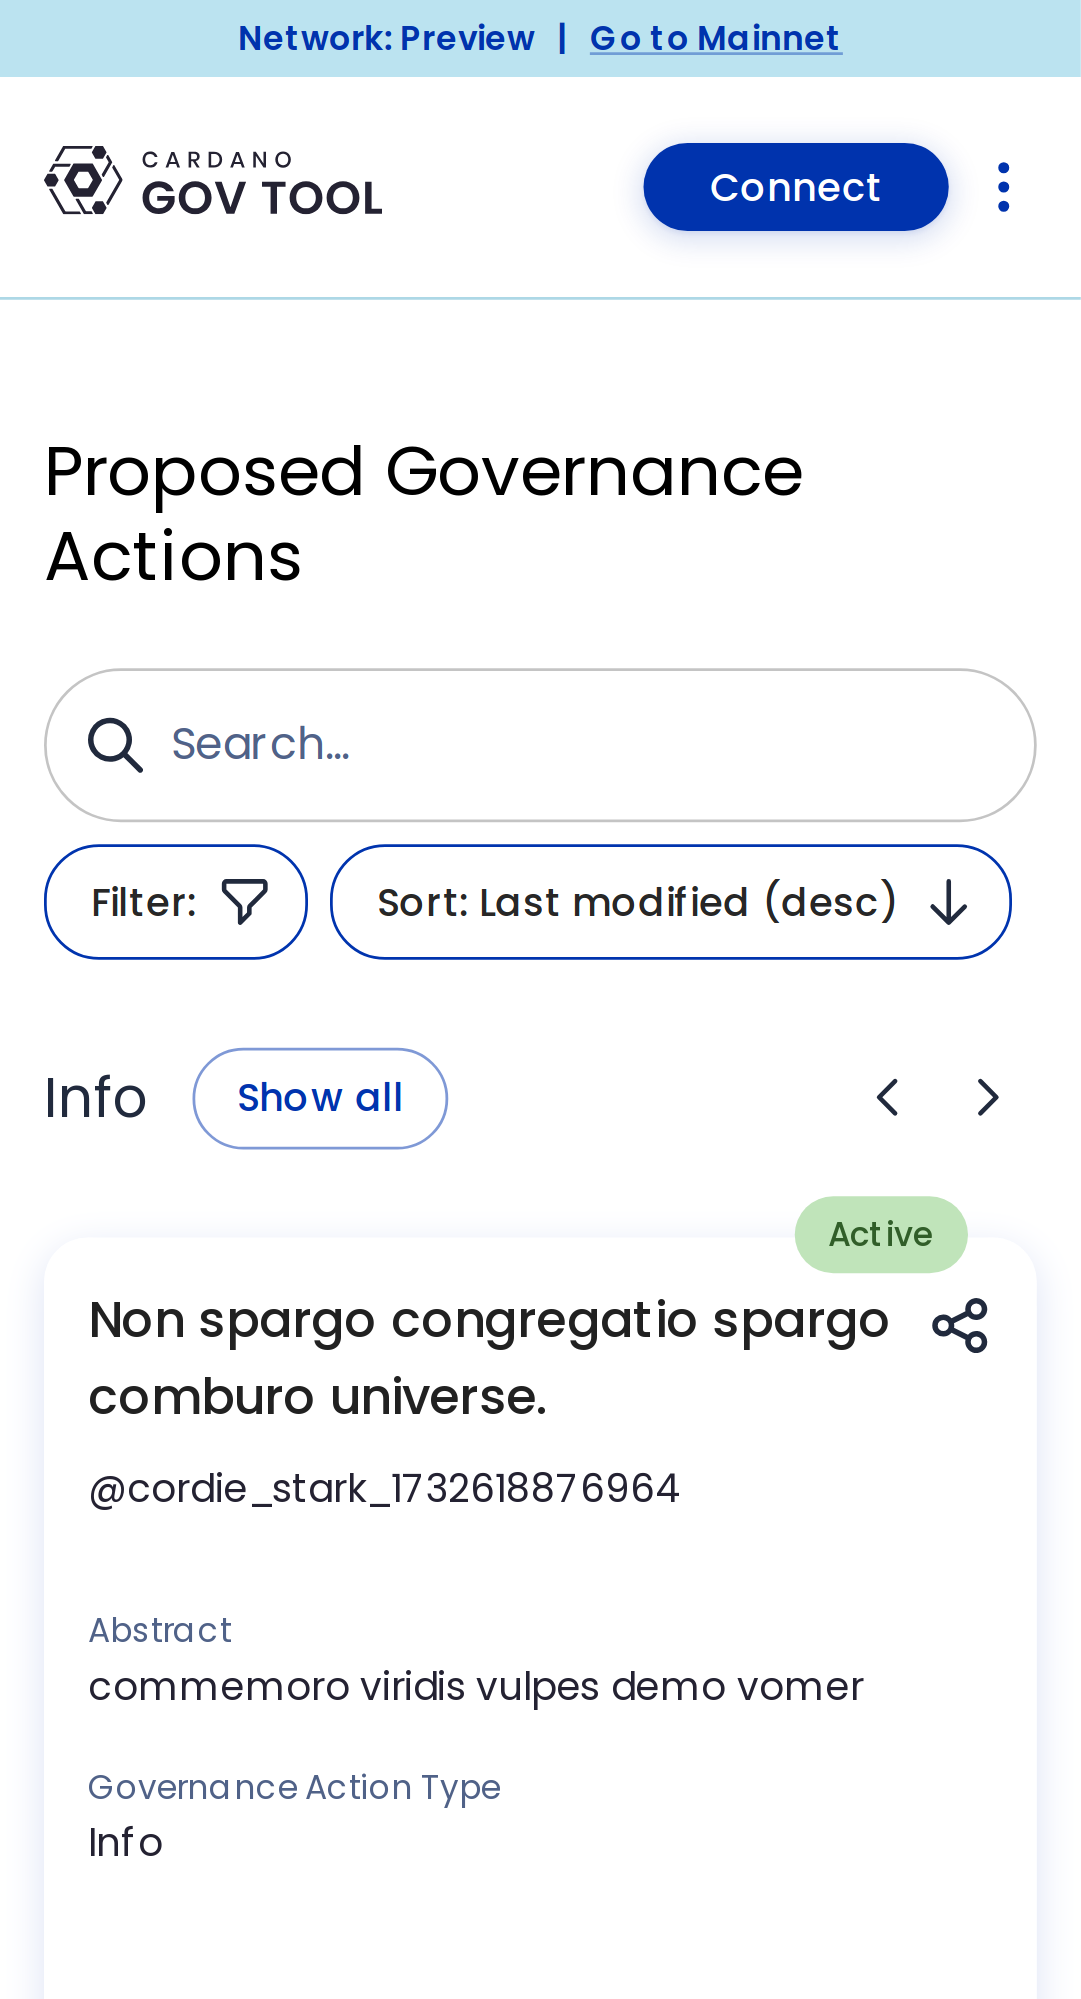 Network: Preview | Go to Mainnet
CARDANO
GOV TOOL
Connect
Proposed Governance
Actions
Search...
Filter:
Sort: Last modified (desc)
Info
Show all
Active
Non spargo congregatio spargo
comburo universe.
@cordie_stark_1732618876964
Abstract
commemoro viridis vulpes demo vomer
Governance Action Type
Info